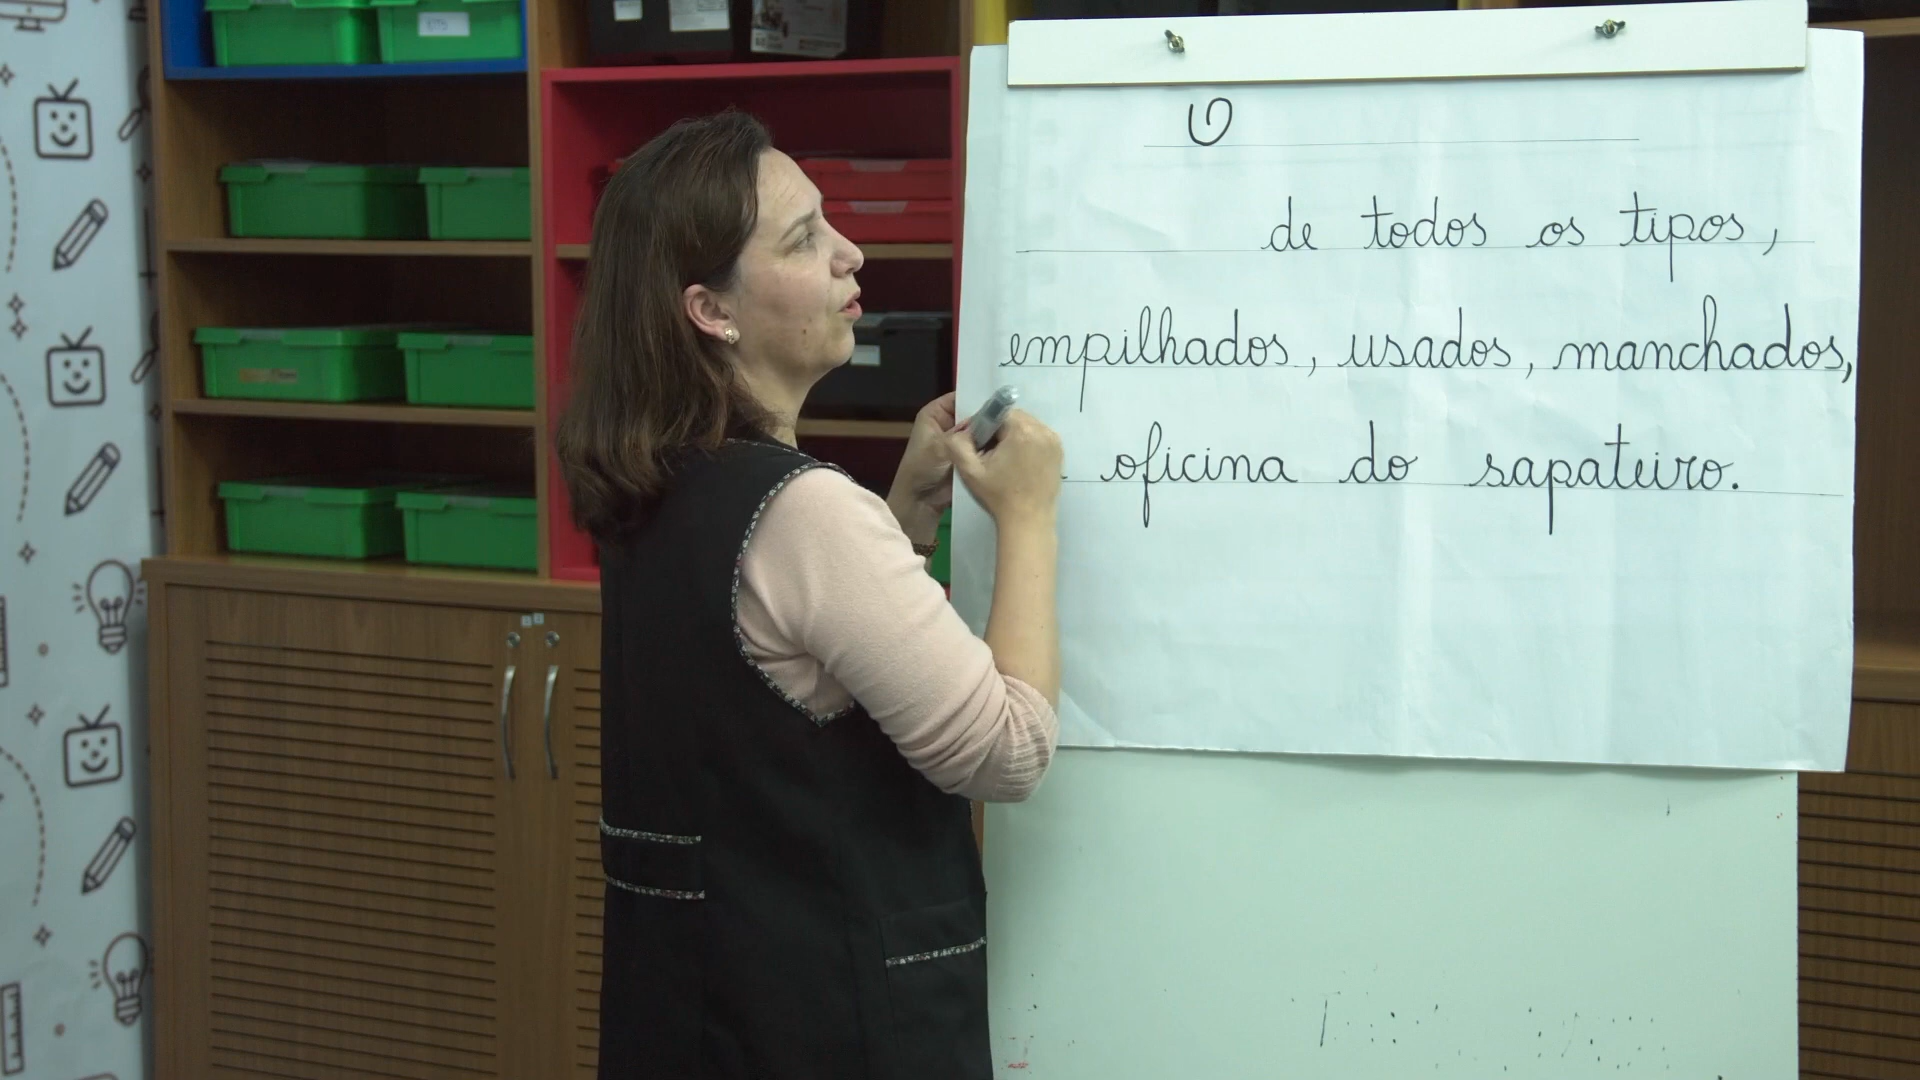 O
de todos os tipos,
empilhados, usados, manchados,
oficina do sapateiro.